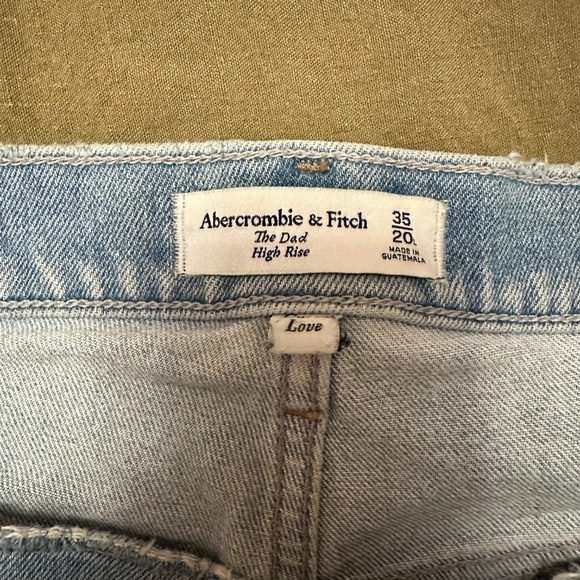 Abercrombie & Fitch
The Dad
High Rise
35
20L
MADE IN
GUATEMALA
Love